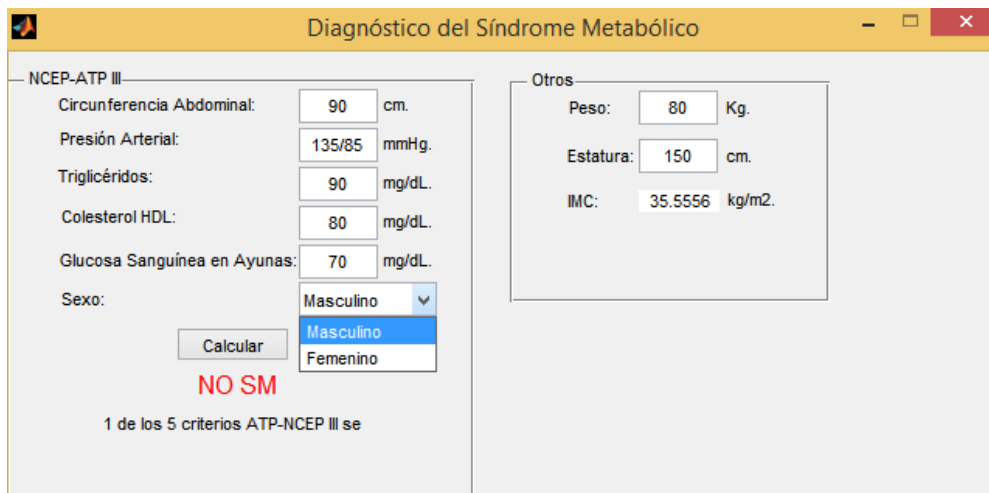 Diagnóstico del Síndrome Metabólico
NCEP-ATP III
Circunferencia Abdominal: 90 cm.
Presión Arterial: 135/85 mmHg.
Triglicéridos: 90 mg/dL.
Colesterol HDL: 80 mg/dL.
Glucosa Sanguínea en Ayunas: 70 mg/dL.
Sexo: Masculino
Masculino
Femenino
Calcular
NO SM
1 de los 5 criterios ATP-NCEP III se
Otros
Peso: 80 Kg.
Estatura: 150 cm.
IMC: 35.5556 kg/m2.